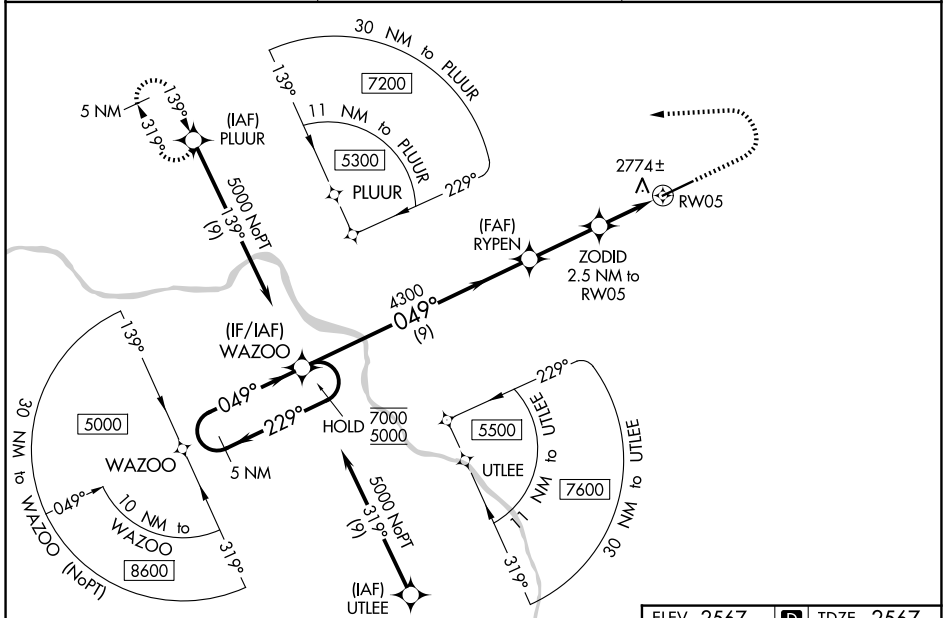 30 NM to PLUUR
139°
7200
11 NM to PLUUR
5300
PLUUR
229°
5 NM
139°
319°
(IAF)
PLUUR
5000 NoPT
139°
(9)
2774±
RW05
(FAF)
RYPEN
ZODID
2.5 NM to
RW05
4300
049°
(9)
(IF/IAF)
WAZOO
049°
229°
5 NM
HOLD
7000
5000
139°
5000
30 NM to WAZOO (NoPT)
WAZOO
049°
10 NM to
WAZOO
8600
319°
229°
5500
11 NM to UTLEE
UTLEE
7600
30 NM to UTLEE
319°
5000 NoPT
319°
(9)
(IAF)
UTLEE
ELEV 2567
D
TDZE 2567